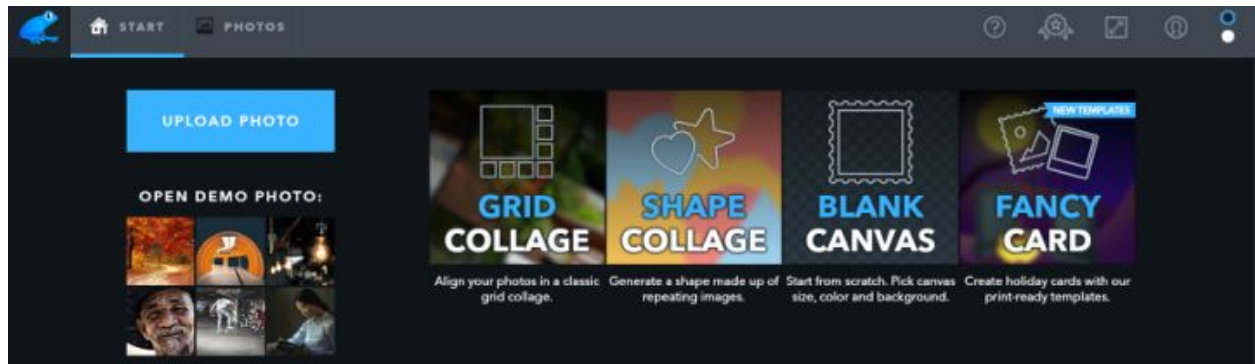 START
PHOTOS
UPLOAD PHOTO
OPEN DEMO PHOTO:
GRID
COLLAGE
Align your photos in a classic
grid collage.
SHAPE
COLLAGE
Generate a shape made up of
repeating images.
BLANK
CANVAS
Start from scratch. Pick canvas
size, color and background.
NEW TEMPLATES
FANCY
CARD
Create holiday cards with our
print-ready templates.